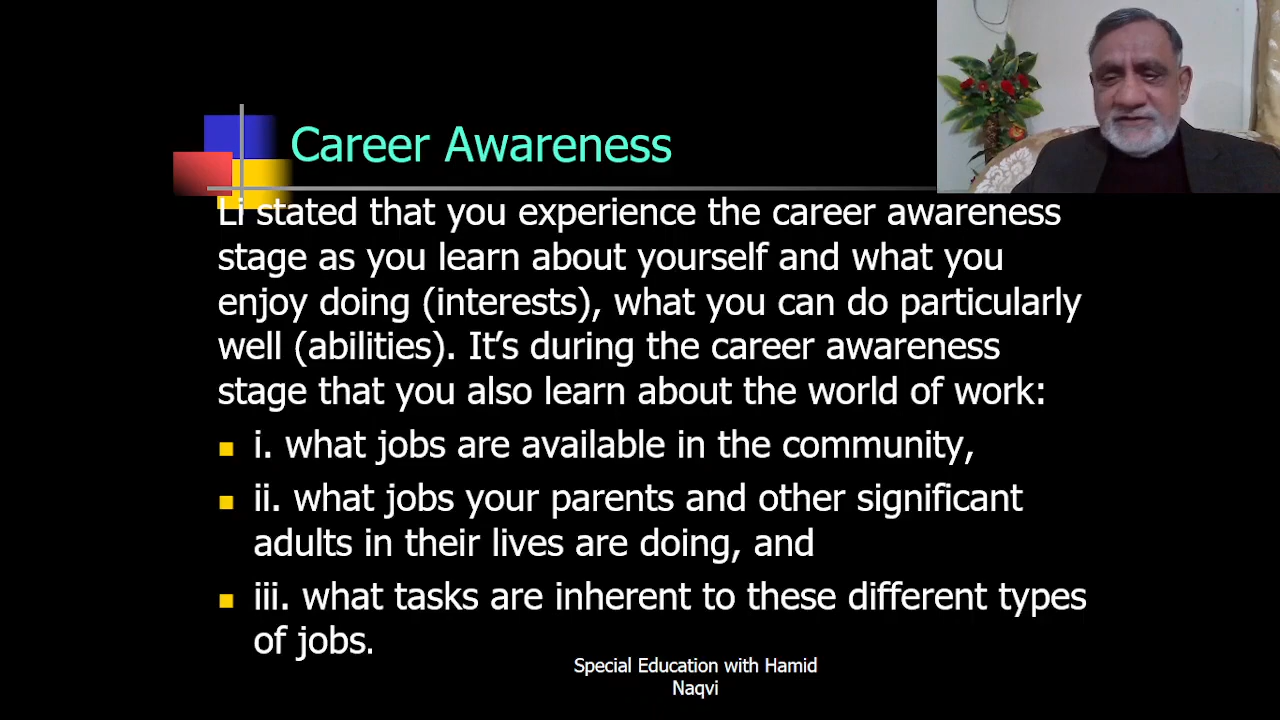 Career Awareness
Li stated that you experience the career awareness
stage as you learn about yourself and what you
enjoy doing (interests), what you can do particularly
well (abilities). It’s during the career awareness
stage that you also learn about the world of work:
i. what jobs are available in the community,
ii. what jobs your parents and other significant
adults in their lives are doing, and
iii. what tasks are inherent to these different types
of jobs.
Special Education with Hamid
Naqvi